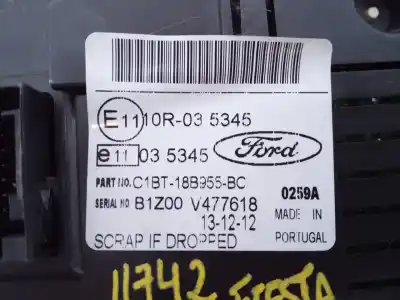 E11 10R-03 5345
e11 03 5345
Ford
PART NO. C1BT-18B955-BC
0259A
SERIAL NO B1Z00 V477618
13-12-12
MADE IN
SCRAP IF DROPPED
PORTUGAL
11742 FIESTA